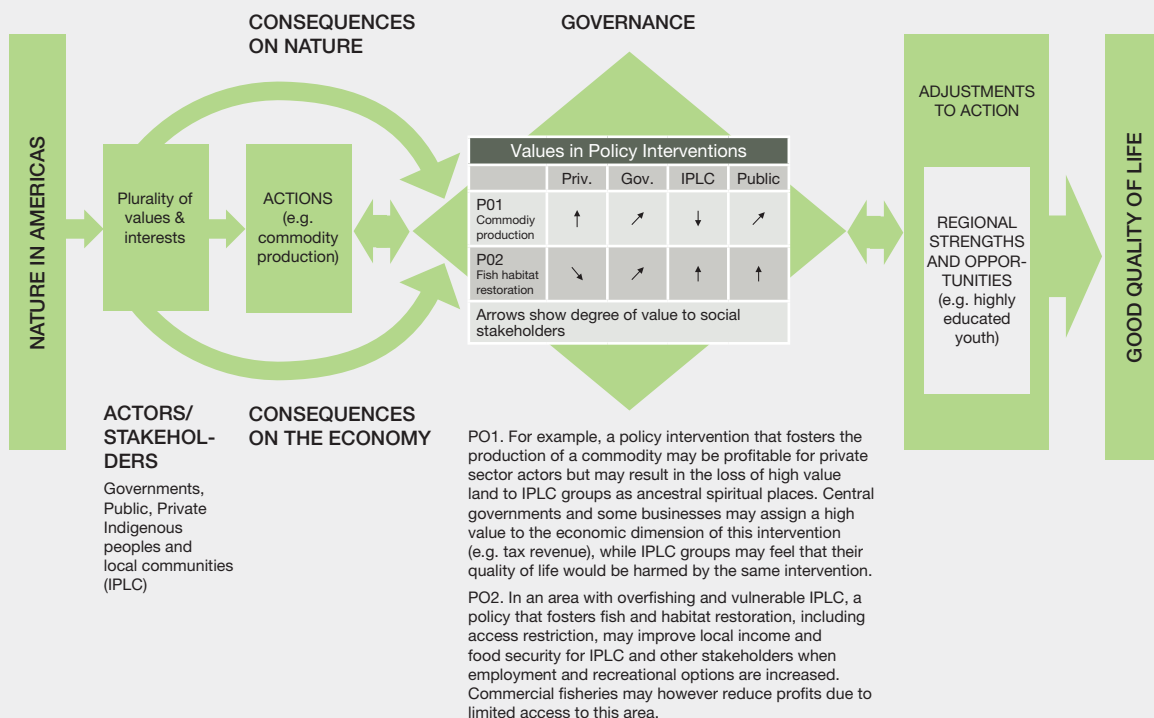 NATURE IN AMERICAS
CONSEQUENCES
ON NATURE
Plurality of
values &
interests
ACTIONS
(e.g.
commodity
production)
ACTORS/
STAKEHOL-
DERS
Governments,
Public, Private
Indigenous
peoples and
local communities
(IPLC)
CONSEQUENCES
ON THE ECONOMY
GOVERNANCE
Values in Policy Interventions
Priv. Gov. IPLC Public
P01
Commodiy
production
↑ ↗ ↓ ↗
P02
Fish habitat
restoration
↘ ↗ ↑ ↑
Arrows show degree of value to social
stakeholders
PO1. For example, a policy intervention that fosters the
production of a commodity may be profitable for private
sector actors but may result in the loss of high value
land to IPLC groups as ancestral spiritual places. Central
governments and some businesses may assign a high
value to the economic dimension of this intervention
(e.g. tax revenue), while IPLC groups may feel that their
quality of life would be harmed by the same intervention.
PO2. In an area with overfishing and vulnerable IPLC, a
policy that fosters fish and habitat restoration, including
access restriction, may improve local income and
food security for IPLC and other stakeholders when
employment and recreational options are increased.
Commercial fisheries may however reduce profits due to
limited access to this area.
ADJUSTMENTS
TO ACTION
REGIONAL
STRENGTHS
AND OPPOR-
TUNITIES
(e.g. highly
educated
youth)
GOOD QUALITY OF LIFE